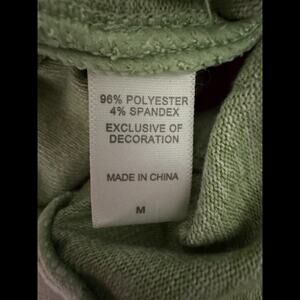 96% POLYESTER
4% SPANDEX
EXCLUSIVE OF
DECORATION
MADE IN CHINA
M